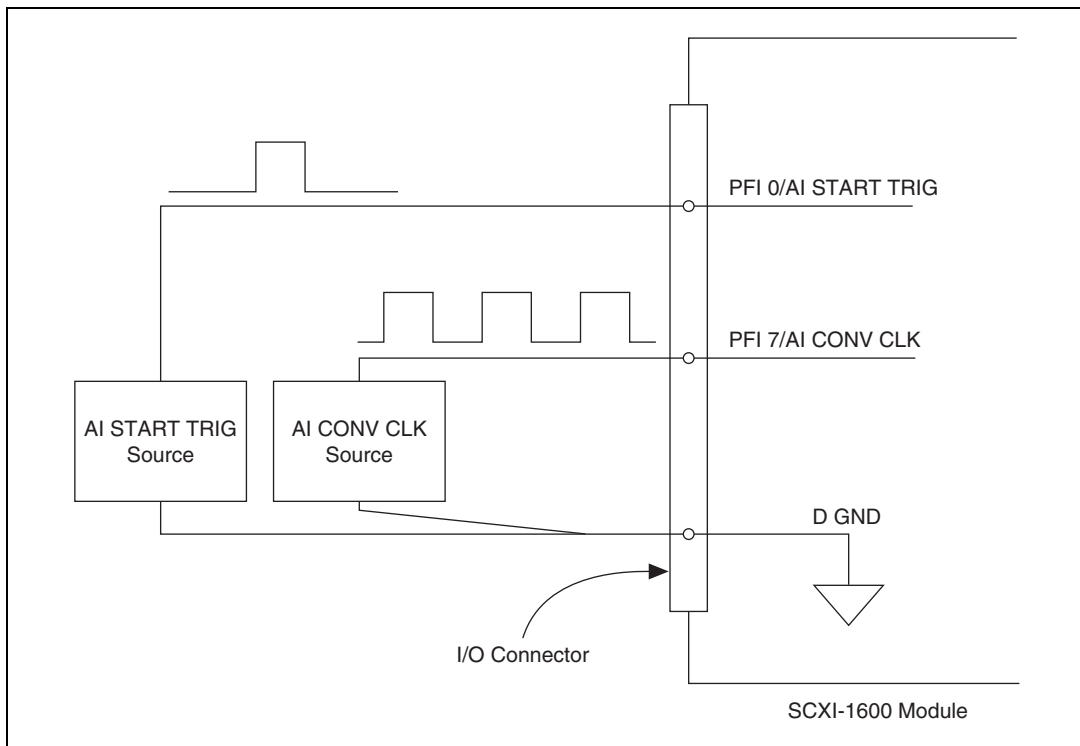 PFI 0/AI START TRIG
PFI 7/AI CONV CLK
AI START TRIG
Source
AI CONV CLK
Source
D GND
I/O Connector
SCXI-1600 Module